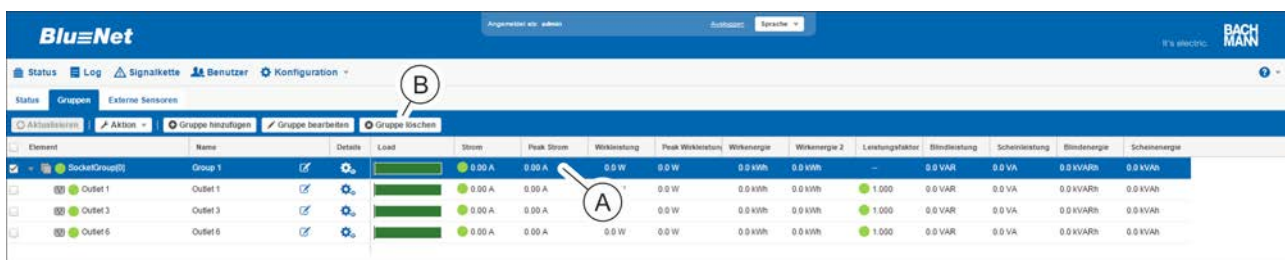 Blu≡Net
Angemeldet als: admin Ausloggen Sprache
It's electric. BACHMANN
Status Log Signalkette Benutzer Konfiguration
B
Status Gruppen Externe Sensoren
Aktualisieren Aktion Gruppe hinzufügen Gruppe bearbeiten Gruppe löschen
Element Name Details Load Strom Peak Strom Wirkleistung Peak Wirkleistung Wirkenergie Wirkenergie 2 Leistungsfaktor Blindleistung Scheinleistung Blindenergie Scheinenergie
SocketGroup[0] Group 1 0.00 A 0.00 A 0.0 W 0.0 W 0.0 kWh 0.0 kWh -- 0.0 VAR 0.0 VA 0.0 kVARh 0.0 kVAh
Outlet 1 Outlet 1 0.00 A 0.00 A 0.0 W 0.0 kWh 0.0 kWh 1.000 0.0 VAR 0.0 VA 0.0 kVARh 0.0 kVAh
A
Outlet 3 Outlet 3 0.00 A 0.00 A 0.0 W 0.0 kWh 0.0 kWh 1.000 0.0 VAR 0.0 VA 0.0 kVARh 0.0 kVAh
Outlet 6 Outlet 6 0.00 A 0.00 A 0.0 W 0.0 W 0.0 kWh 0.0 kWh 1.000 0.0 VAR 0.0 VA 0.0 kVARh 0.0 kVAh